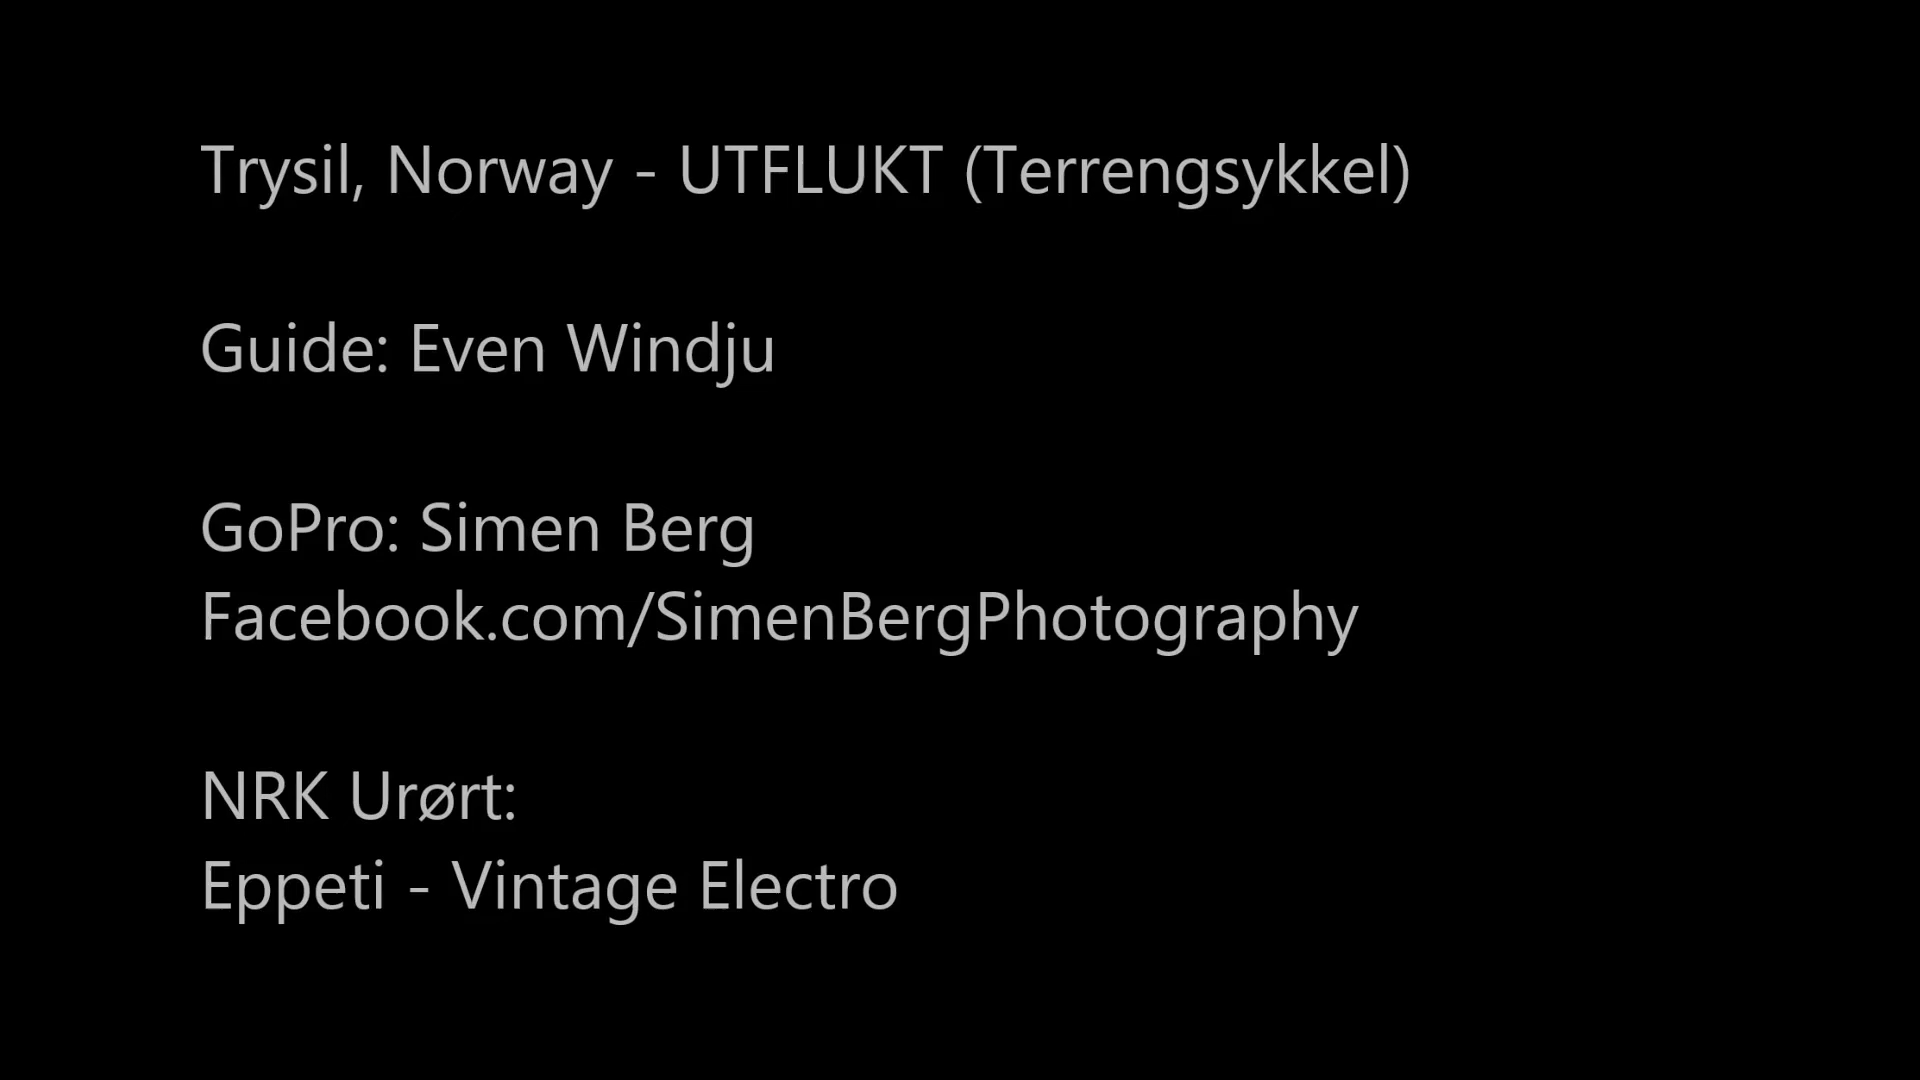 Trysil, Norway - UTFLUKT (Terrengsykkel)
Guide: Even Windju
GoPro: Simen Berg
Facebook.com/SimenBergPhotography
NRK Urørt:
Eppeti - Vintage Electro